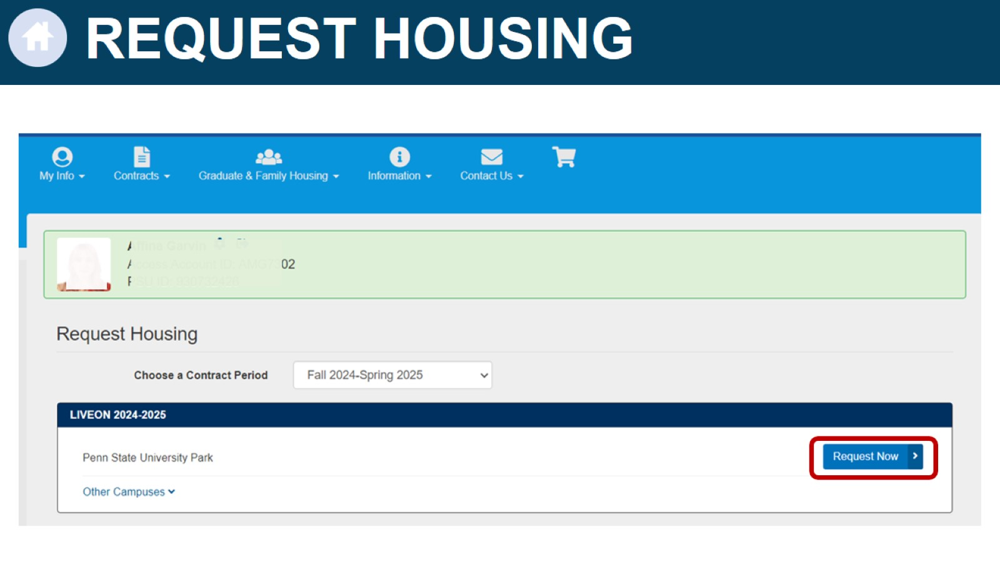 REQUEST HOUSING
My Info
Contracts
Graduate & Family Housing
Information
Contact Us
02
Request Housing
Choose a Contract Period
Fall 2024-Spring 2025
LIVEON 2024-2025
Penn State University Park
Request Now
Other Campuses